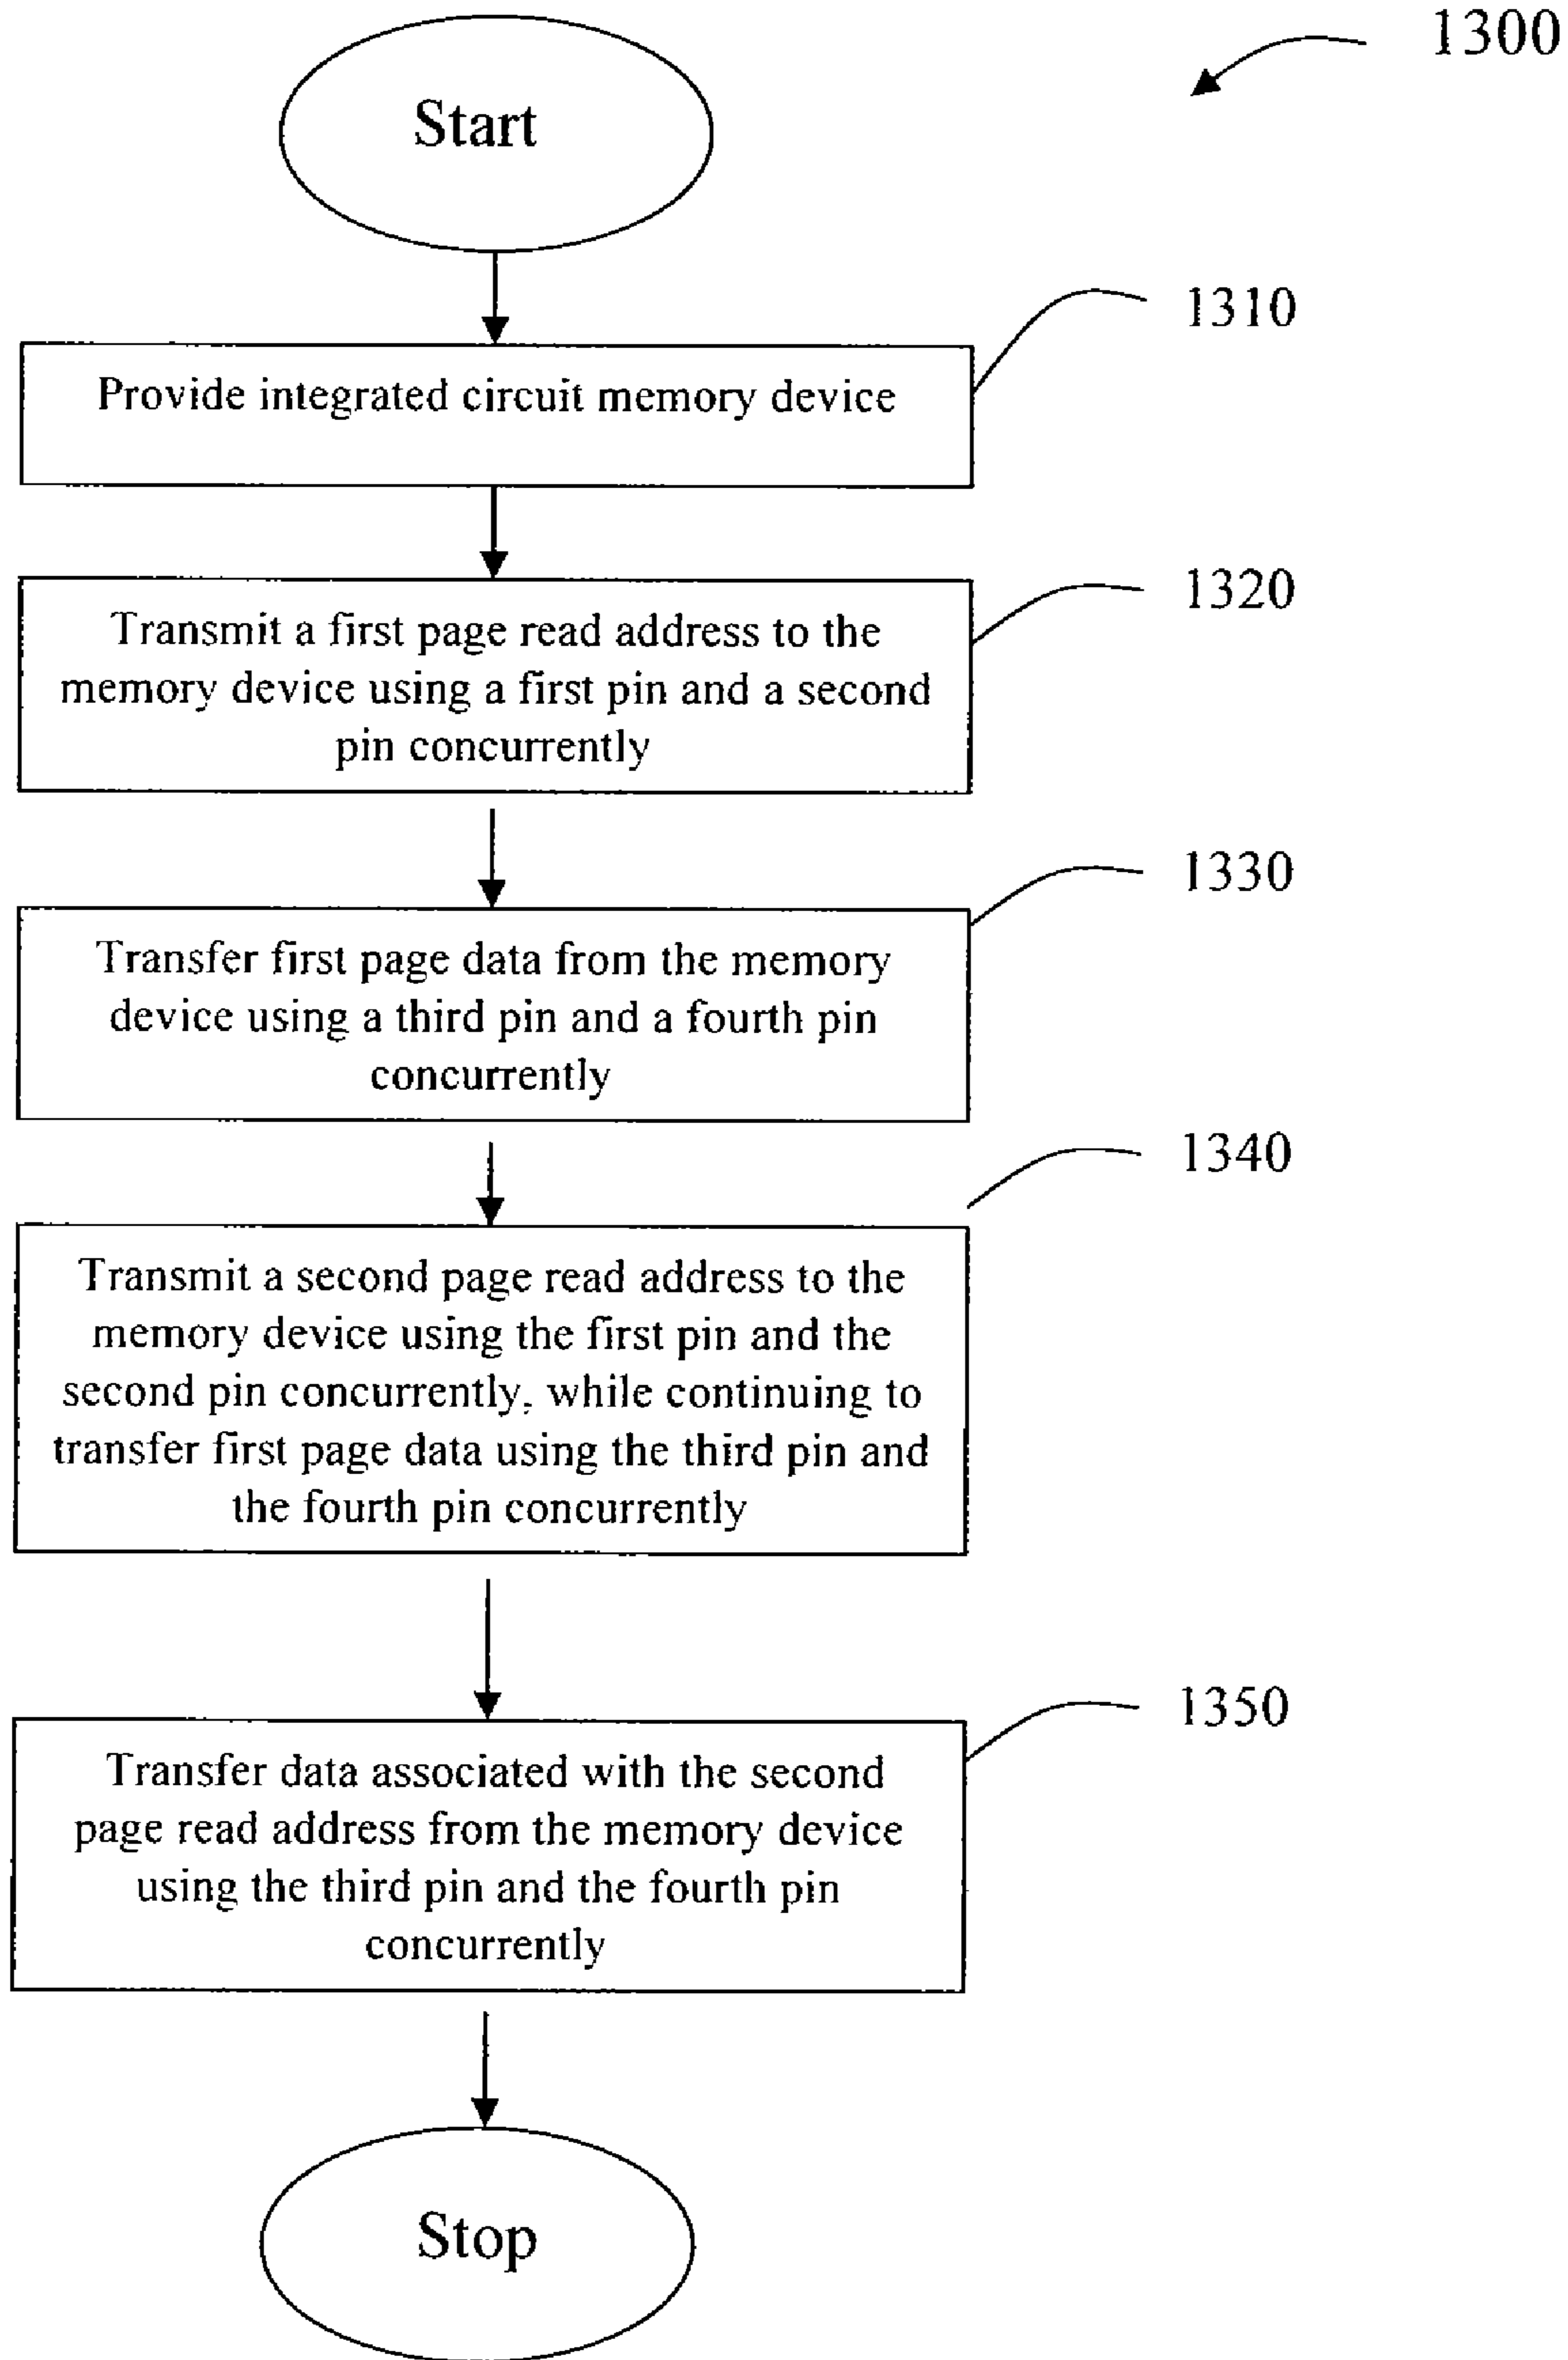 1300
Start
1310
Provide integrated circuit memory device
1320
Transmit a first page read address to the
memory device using a first pin and a second
pin concurrently
1330
Transfer first page data from the memory
device using a third pin and a fourth pin
concurrently
1340
Transmit a second page read address to the
memory device using the first pin and the
second pin concurrently, while continuing to
transfer first page data using the third pin and
the fourth pin concurrently
1350
Transfer data associated with the second
page read address from the memory device
using the third pin and the fourth pin
concurrently
Stop